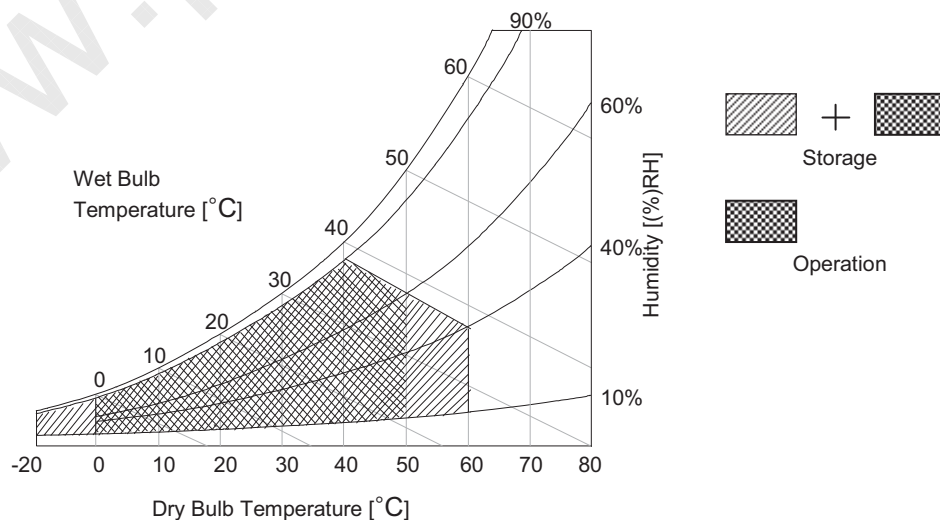 90%
60
60%
50
Wet Bulb
Temperature [°C]
Storage
40
40%
Humidity [(%)RH]
30
Operation
20
10
0
10%
-20 0 10 20 30 40 50 60 80
Dry Bulb Temperature [°C]